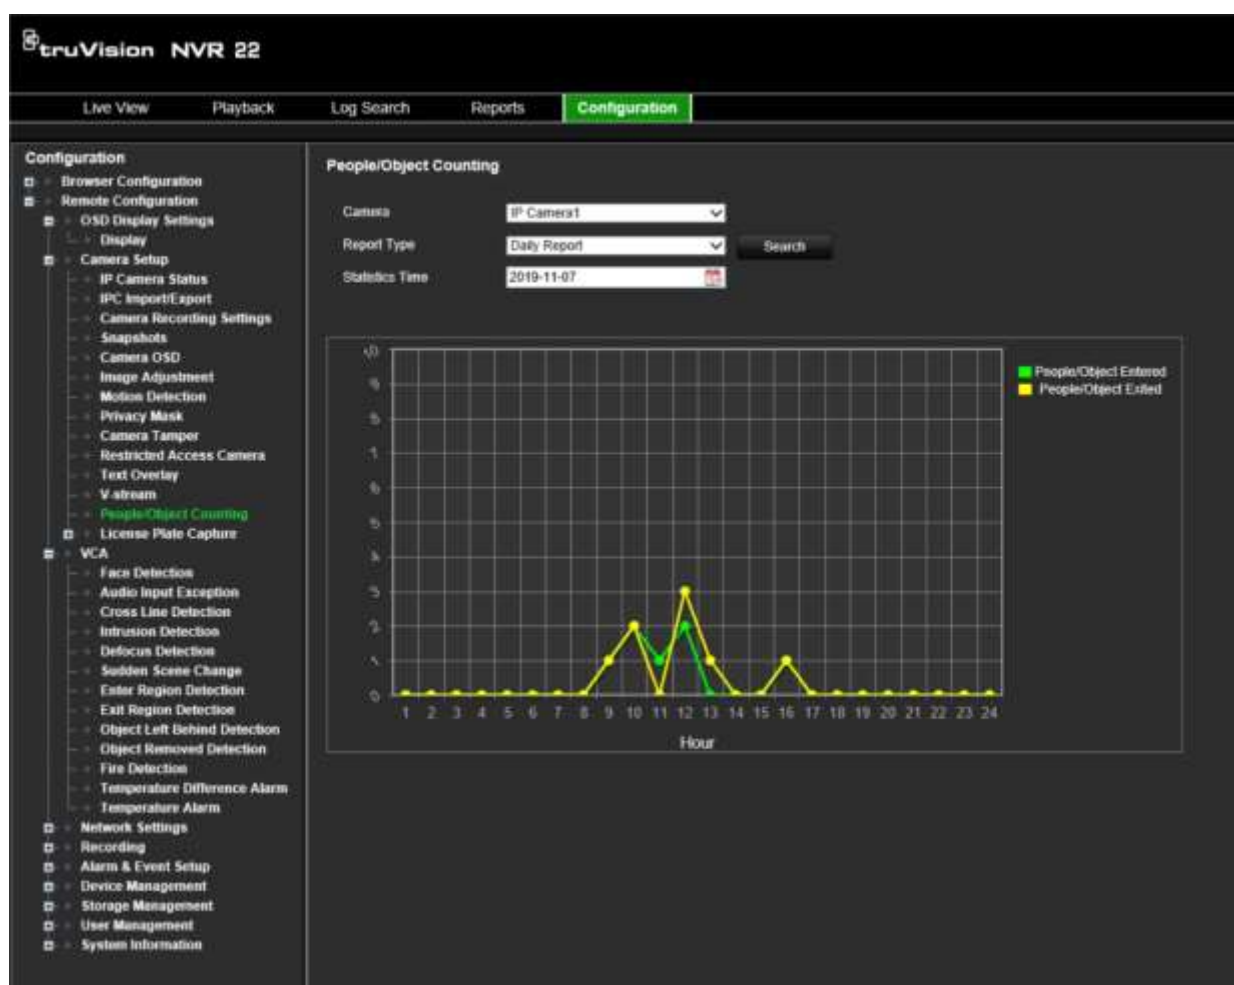 truVision NVR 22
Live View Playback Log Search Reports Configuration
Configuration
Browser Configuration
Remote Configuration
OSD Display Settings
Display
Camera Setup
IP Camera Status
IPC Import/Export
Camera Recording Settings
Snapshots
Camera OSD
Image Adjustment
Motion Detection
Privacy Mask
Camera Tamper
Restricted Access Camera
Text Overlay
V-stream
People/Object Counting
License Plate Capture
VCA
Face Detection
Audio Input Exception
Cross Line Detection
Intrusion Detection
Defocus Detection
Sudden Scene Change
Enter Region Detection
Exit Region Detection
Object Left Behind Detection
Object Removed Detection
Fire Detection
Temperature Difference Alarm
Temperature Alarm
Network Settings
Recording
Alarm & Event Setup
Device Management
Storage Management
User Management
System Information
People/Object Counting
Camera IP Camera1
Report Type Daily Report Search
Statistics Time 2019-11-07
People/Object Entered
People/Object Exited
6
5
4
3
2
1
0
1 2 3 4 5 6 7 8 9 10 11 12 13 14 15 16 17 18 19 20 21 22 23 24
Hour